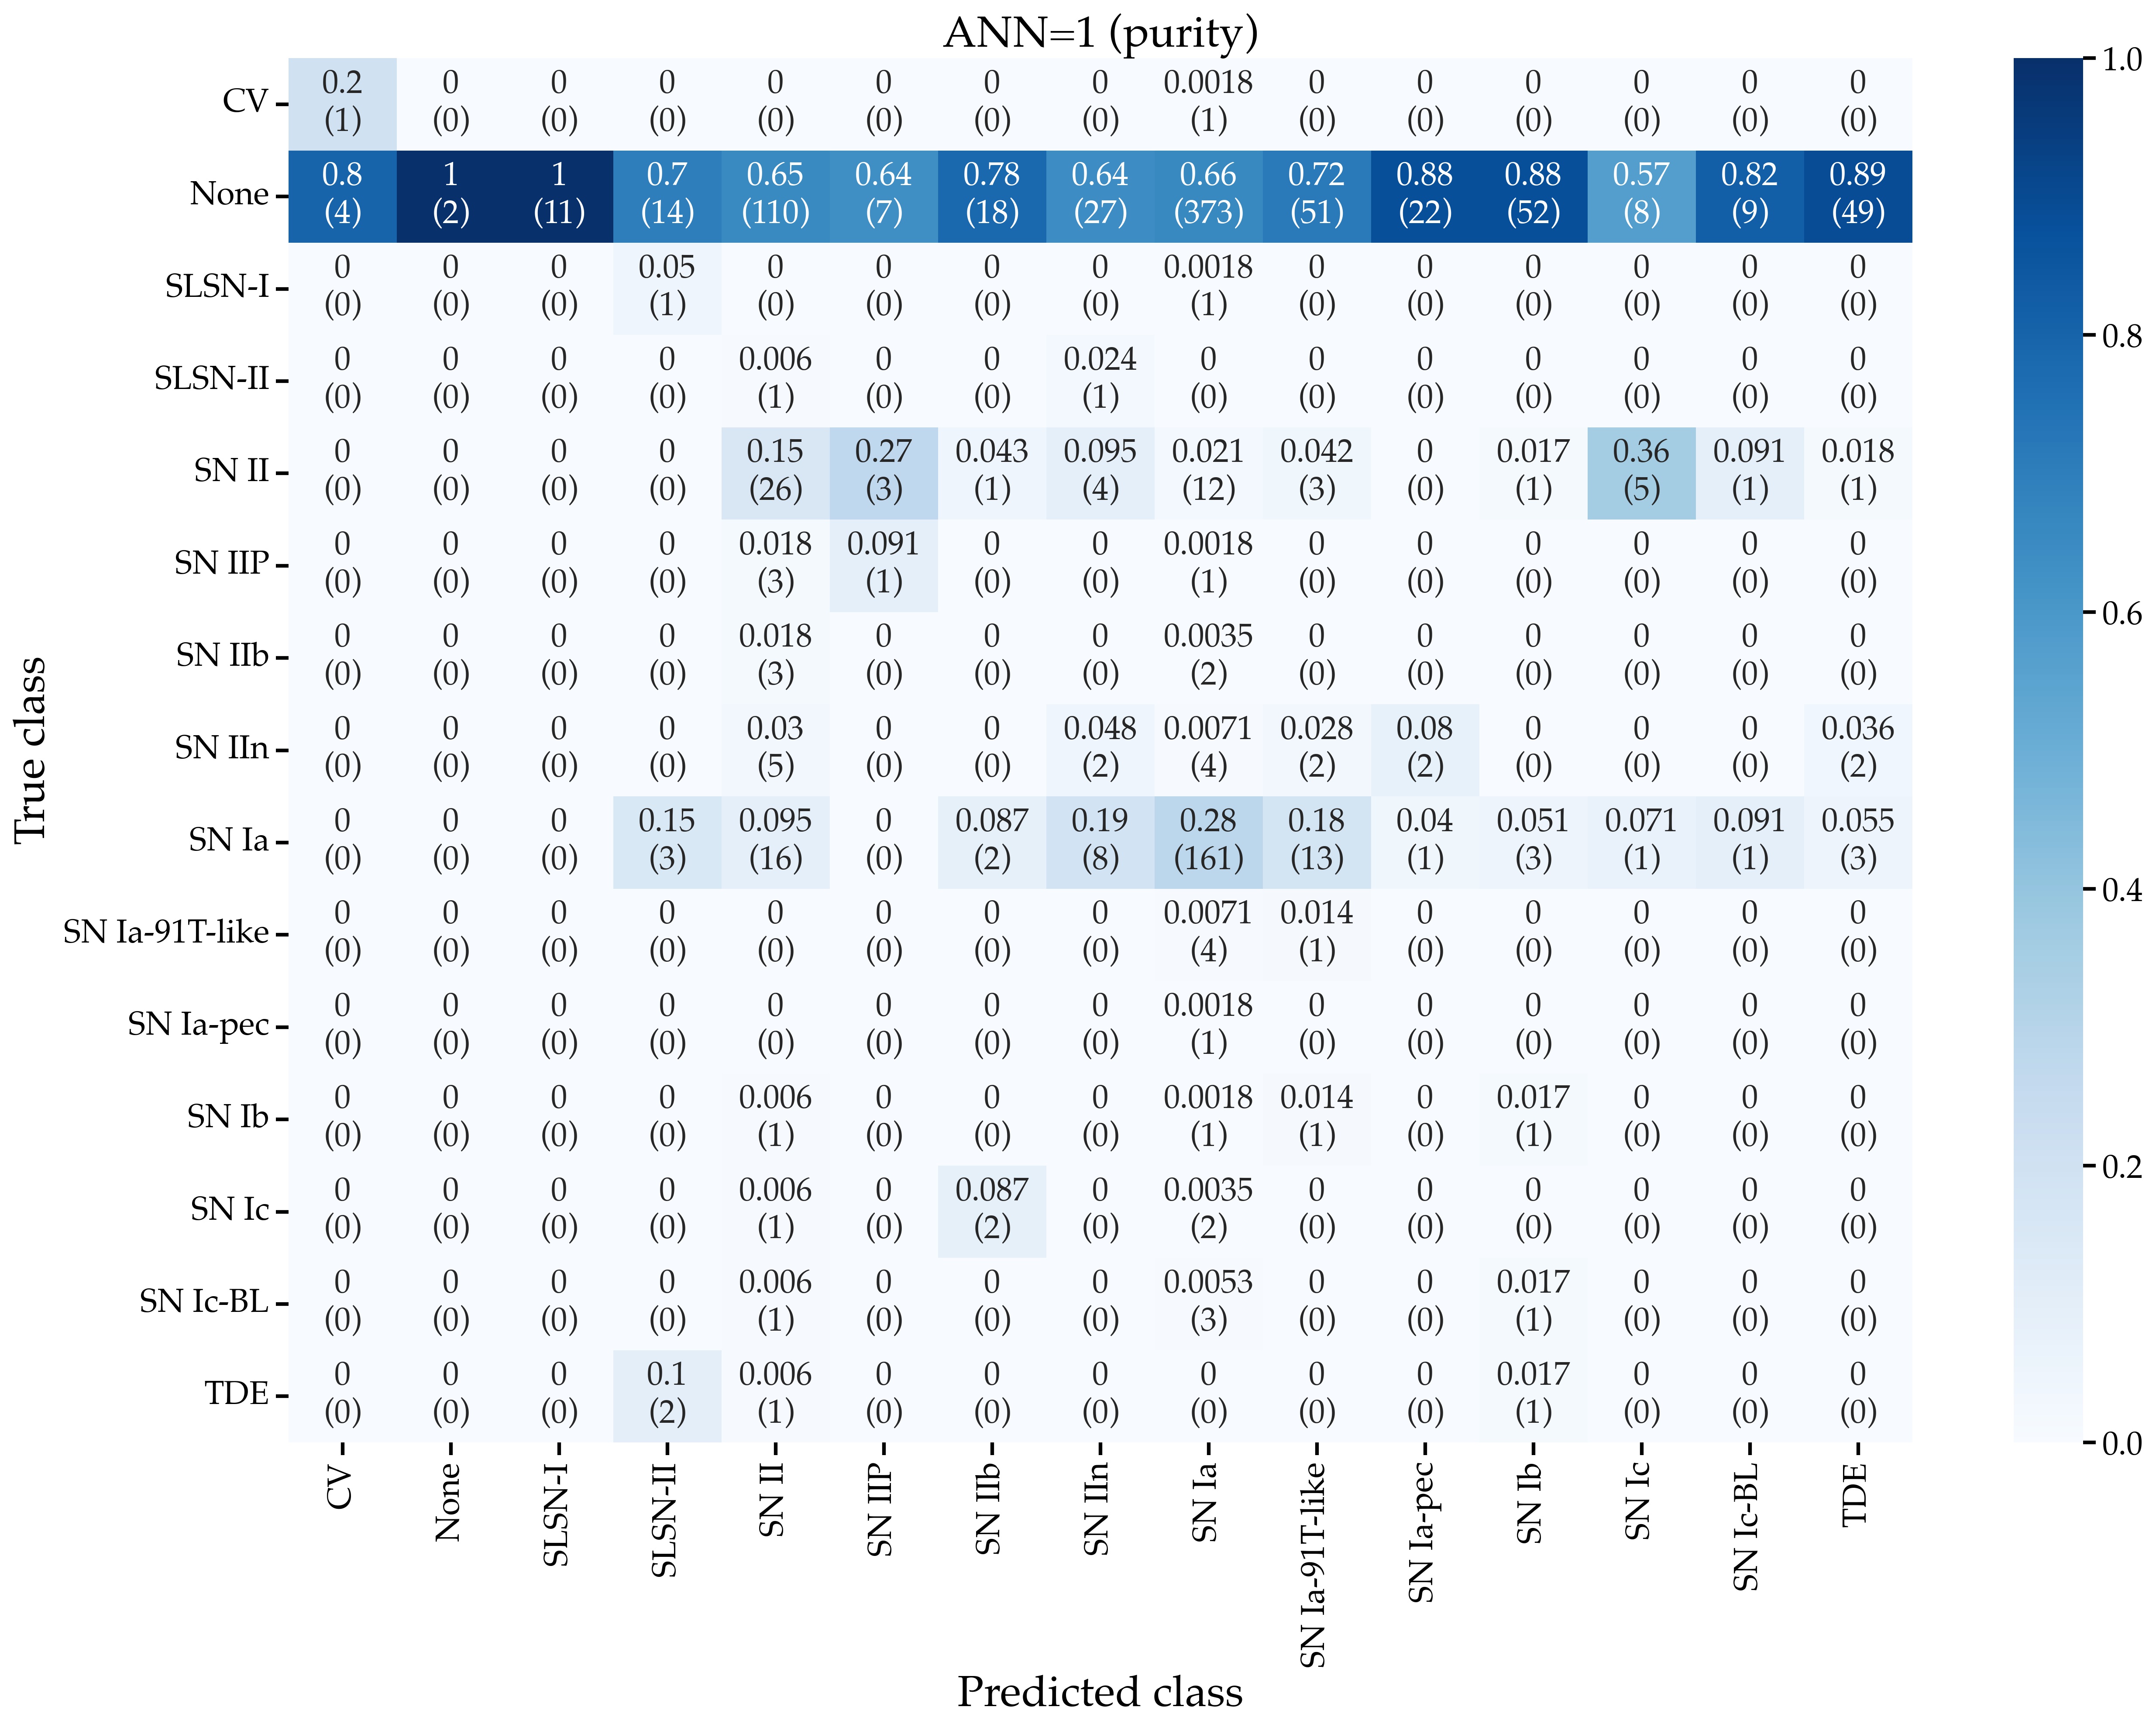 ANN=1 (purity)
CV 0.2 0 0 0 0 0 0 0 0.0018 0 0 0 0 0 0
(1) (0) (0) (0) (0) (0) (0) (0) (1) (0) (0) (0) (0) (0) (0)
None 0.8 1 1 0.7 0.65 0.64 0.78 0.64 0.66 0.72 0.88 0.88 0.57 0.82 0.89
(4) (2) (11) (14) (110) (7) (18) (27) (373) (51) (22) (52) (8) (9) (49)
SLSN-I 0 0 0 0.05 0 0 0 0 0.0018 0 0 0 0 0 0
(0) (0) (0) (1) (0) (0) (0) (0) (1) (0) (0) (0) (0) (0) (0)
SLSN-II 0 0 0 0 0.006 0 0 0.024 0 0 0 0 0 0 0
(0) (0) (0) (0) (1) (0) (0) (1) (0) (0) (0) (0) (0) (0) (0)
SN II 0 0 0 0 0.15 0.27 0.043 0.095 0.021 0.042 0 0.017 0.36 0.091 0.018
(0) (0) (0) (0) (26) (3) (1) (4) (12) (3) (0) (1) (5) (1) (1)
SN IIP 0 0 0 0 0.018 0.091 0 0 0.0018 0 0 0 0 0 0
(0) (0) (0) (0) (3) (1) (0) (0) (1) (0) (0) (0) (0) (0) (0)
SN IIb 0 0 0 0 0.018 0 0 0 0.0035 0 0 0 0 0 0
(0) (0) (0) (0) (3) (0) (0) (0) (2) (0) (0) (0) (0) (0) (0)
SN IIn 0 0 0 0 0.03 0 0 0.048 0.0071 0.028 0.08 0 0 0 0.036
(0) (0) (0) (0) (5) (0) (0) (2) (4) (2) (2) (0) (0) (0) (2)
SN Ia 0 0 0 0.15 0.095 0 0.087 0.19 0.28 0.18 0.04 0.051 0.071 0.091 0.055
(0) (0) (0) (3) (16) (0) (2) (8) (161) (13) (1) (3) (1) (1) (3)
SN Ia-91T-like 0 0 0 0 0 0 0 0 0.0071 0.014 0 0 0 0 0
(0) (0) (0) (0) (0) (0) (0) (0) (4) (1) (0) (0) (0) (0) (0)
SN Ia-pec 0 0 0 0 0 0 0 0 0.0018 0 0 0 0 0 0
(0) (0) (0) (0) (0) (0) (0) (0) (1) (0) (0) (0) (0) (0) (0)
SN Ib 0 0 0 0 0.006 0 0 0 0.0018 0.014 0 0.017 0 0 0
(0) (0) (0) (0) (1) (0) (0) (0) (1) (1) (0) (1) (0) (0) (0)
SN Ic 0 0 0 0 0.006 0 0.087 0 0.0035 0 0 0 0 0 0
(0) (0) (0) (0) (1) (0) (2) (0) (2) (0) (0) (0) (0) (0) (0)
SN Ic-BL 0 0 0 0 0.006 0 0 0 0.0053 0 0 0.017 0 0 0
(0) (0) (0) (0) (1) (0) (0) (0) (3) (0) (0) (1) (0) (0) (0)
TDE 0 0 0 0.1 0.006 0 0 0 0 0 0 0.017 0 0 0
(0) (0) (0) (2) (1) (0) (0) (0) (0) (0) (0) (1) (0) (0) (0)
CV None SLSN-I SLSN-II SN II SN IIP SN IIb SN IIn SN Ia SN Ia-91T-like SN Ia-pec SN Ib SN Ic SN Ic-BL TDE
Predicted class
True class
1.0
0.8
0.6
0.4
0.2
0.0